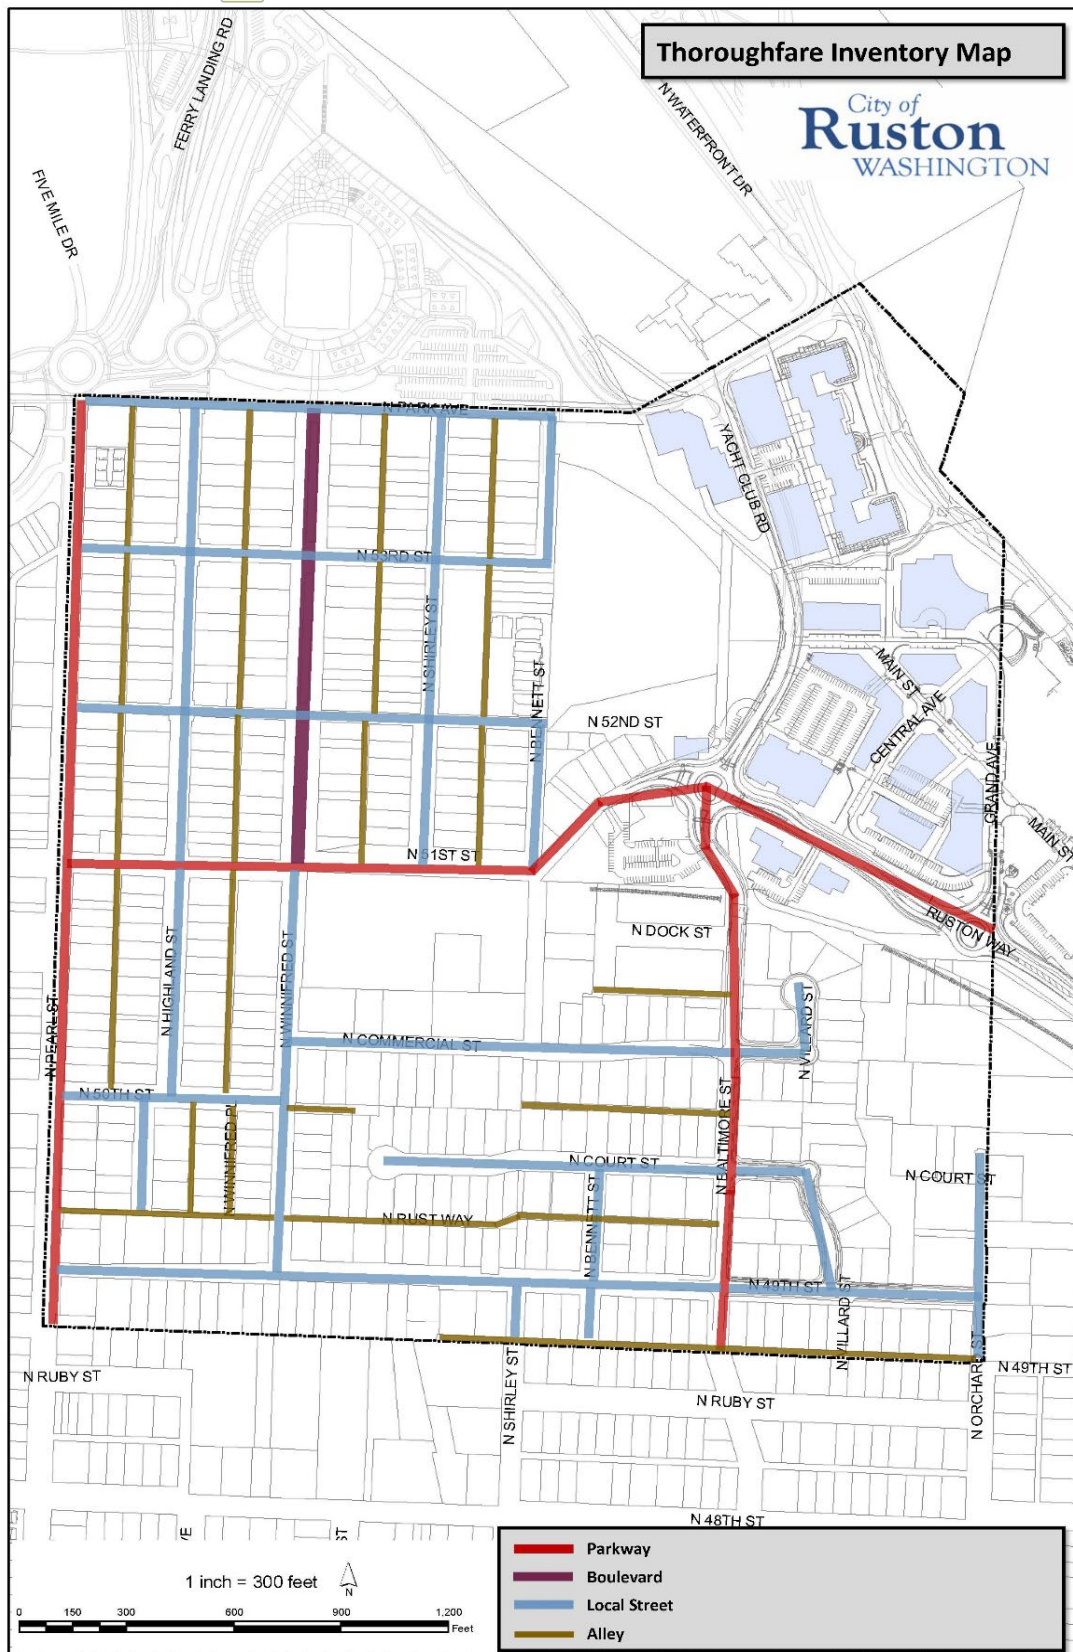 Thoroughfare Inventory Map
City of
Ruston
WASHINGTON
FERRY LANDING RD
N WATERFRONT DR
FIVE MILE DR
N PARK AVE
YACHT CLUB RD
N 53RD ST
N SHIRLEY ST
MAIN ST
N BENNETT ST
N 52ND ST
CENTRAL AVE
GRAND AVE
MAIN ST
N 51ST ST
RUSTON WAY
N DOCK ST
N HIGHLAND ST
N WINNIFRED ST
N PEARL ST
N COMMERCIAL ST
N VILLARD ST
N 50TH ST
N WINNIFRED PL
N BALTIMORE ST
N COURT ST
N COURT ST
N RUST WAY
N BENNETT ST
N 49TH ST
N VILLARD ST
N RUBY ST
N SHIRLEY ST
N RUBY ST
N ORCHARD ST
N 49TH ST
N 48TH ST
VE
ST
1 inch = 300 feet
N
0 150 300 600 900 1,200
Feet
Parkway
Boulevard
Local Street
Alley